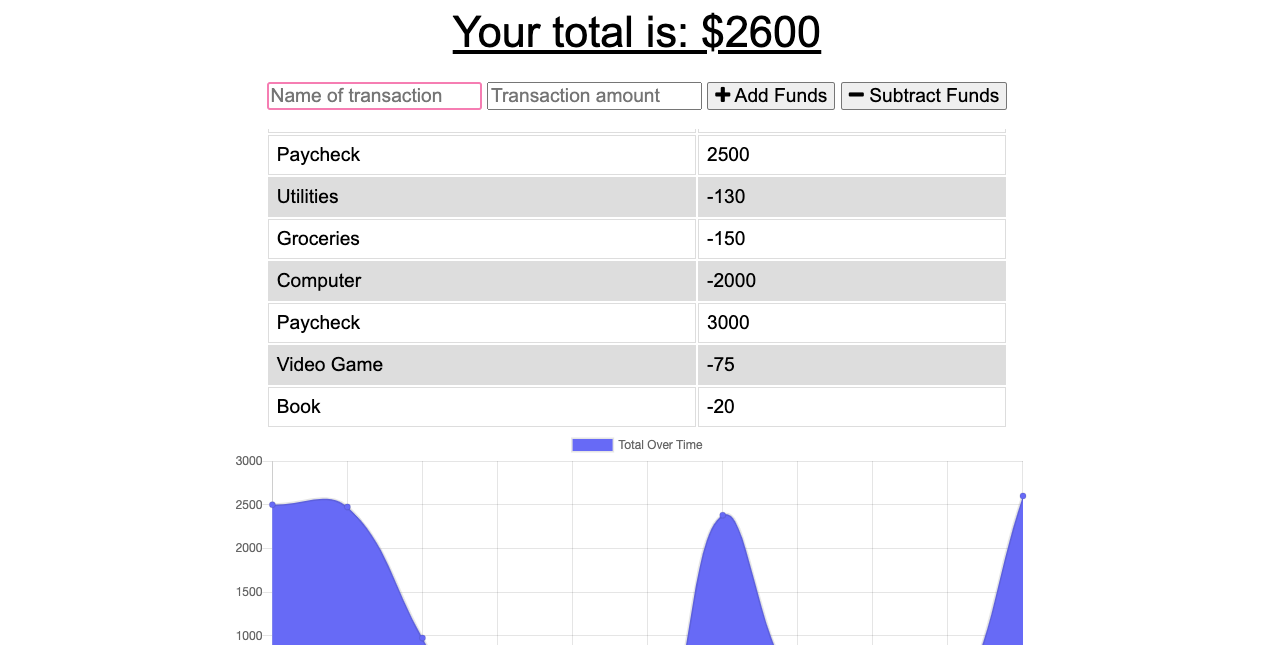 Your total is: $2600
Name of transaction Transaction amount Add Funds Subtract Funds
Paycheck 2500
Utilities -130
Groceries -150
Computer -2000
Paycheck 3000
Video Game -75
Book -20
Total Over Time
3000
2500
2000
1500
1000